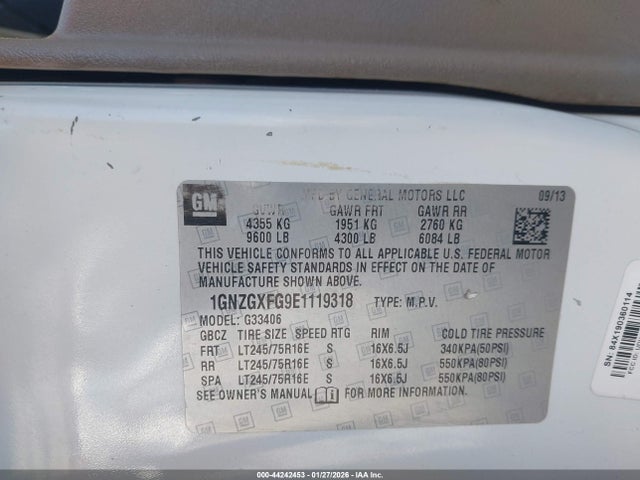 GM
MFD BY GENERAL MOTORS LLC 09/13
GVWR GAWR FRT GAWR RR
4355 KG 1951 KG 2760 KG
9600 LB 4300 LB 6084 LB
THIS VEHICLE CONFORMS TO ALL APPLICABLE U.S. FEDERAL MOTOR
VEHICLE SAFETY STANDARDS IN EFFECT ON THE DATE OF
MANUFACTURE SHOWN ABOVE.
1GNZGXFG9E1119318 TYPE: M.P.V.
MODEL: G33406
GBCZ TIRE SIZE SPEED RTG RIM COLD TIRE PRESSURE
FRT LT245/75R16E S 16X6.5J 340KPA(50PSI)
RR LT245/75R16E S 16X6.5J 550KPA(80PSI)
SPA LT245/75R16E S 16X6.5J 550KPA(80PSI)
SEE OWNER'S MANUAL
SN: 84X190360114
FCC ID:
000-44242453 | 01/27/2026 - IAA Inc.